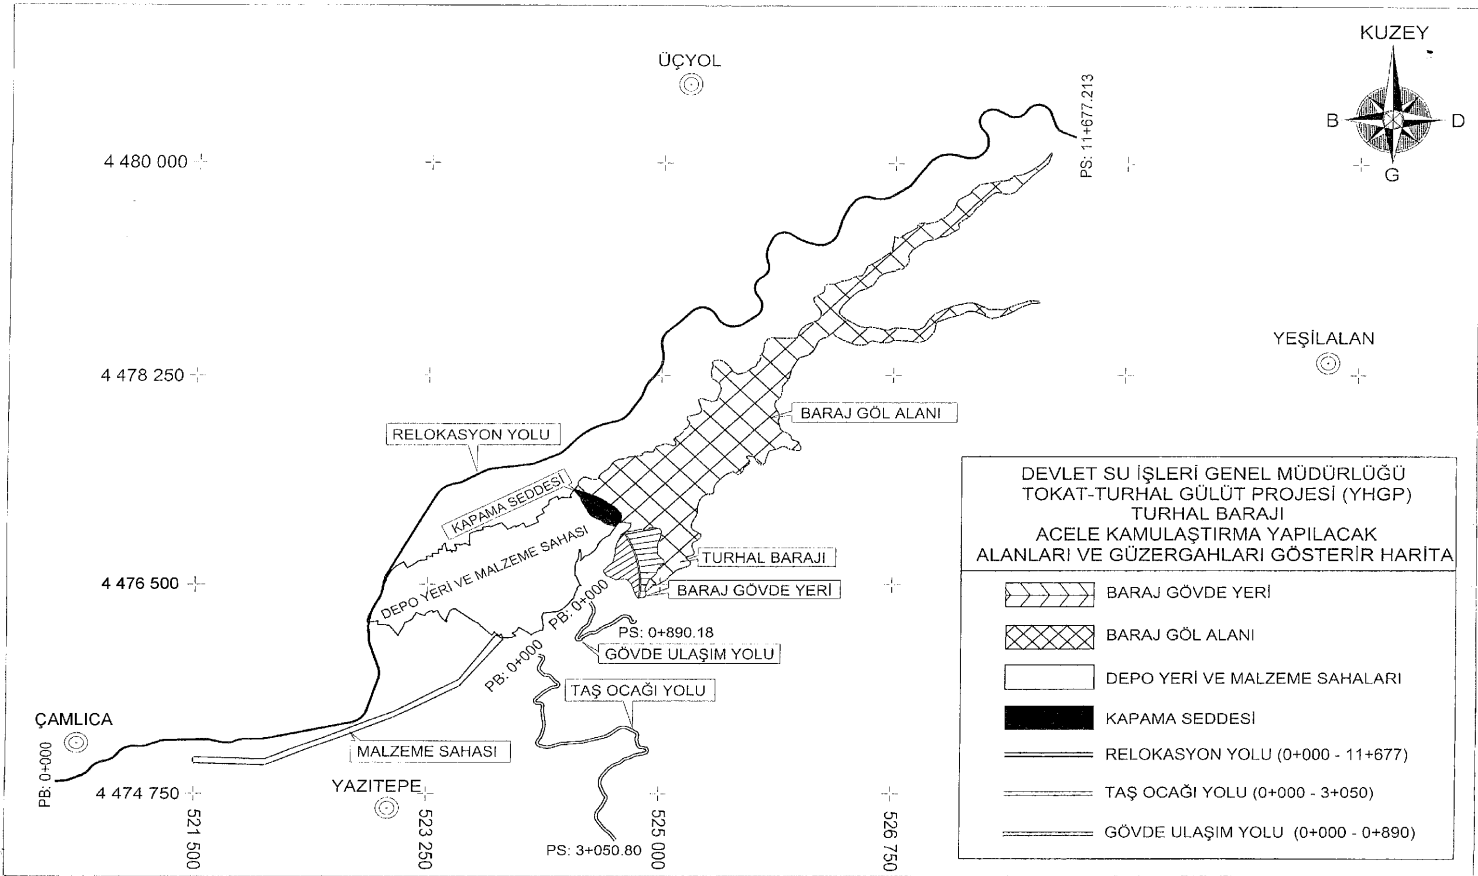 KUZEY
B
D
G
ÜÇYOL
PS: 11+677.213
4 480 000
4 478 250
4 476 500
4 474 750
YEŞİLALAN
BARAJ GÖL ALANI
RELOKASYON YOLU
KAPAMA SEDDESİ
DEPO YERİ VE MALZEME SAHASI
TURHAL BARAJI
BARAJ GÖVDE YERİ
PB: 0+000
PS: 0+890.18
GÖVDE ULAŞIM YOLU
PB: 0+000
TAŞ OCAĞI YOLU
ÇAMLICA
PB: 0+000
MALZEME SAHASI
YAZITEPE
PS: 3+050.80
521 500
523 250
525 000
526 750
DEVLET SU İŞLERİ GENEL MÜDÜRLÜĞÜ
TOKAT-TURHAL GÜLÜT PROJESİ (YHGP)
TURHAL BARAJI
ACELE KAMULAŞTIRMA YAPILACAK
ALANLARI VE GÜZERGAHLARI GÖSTERİR HARİTA
BARAJ GÖVDE YERİ
BARAJ GÖL ALANI
DEPO YERİ VE MALZEME SAHALARI
KAPAMA SEDDESİ
RELOKASYON YOLU (0+000 - 11+677)
TAŞ OCAĞI YOLU (0+000 - 3+050)
GÖVDE ULAŞIM YOLU (0+000 - 0+890)